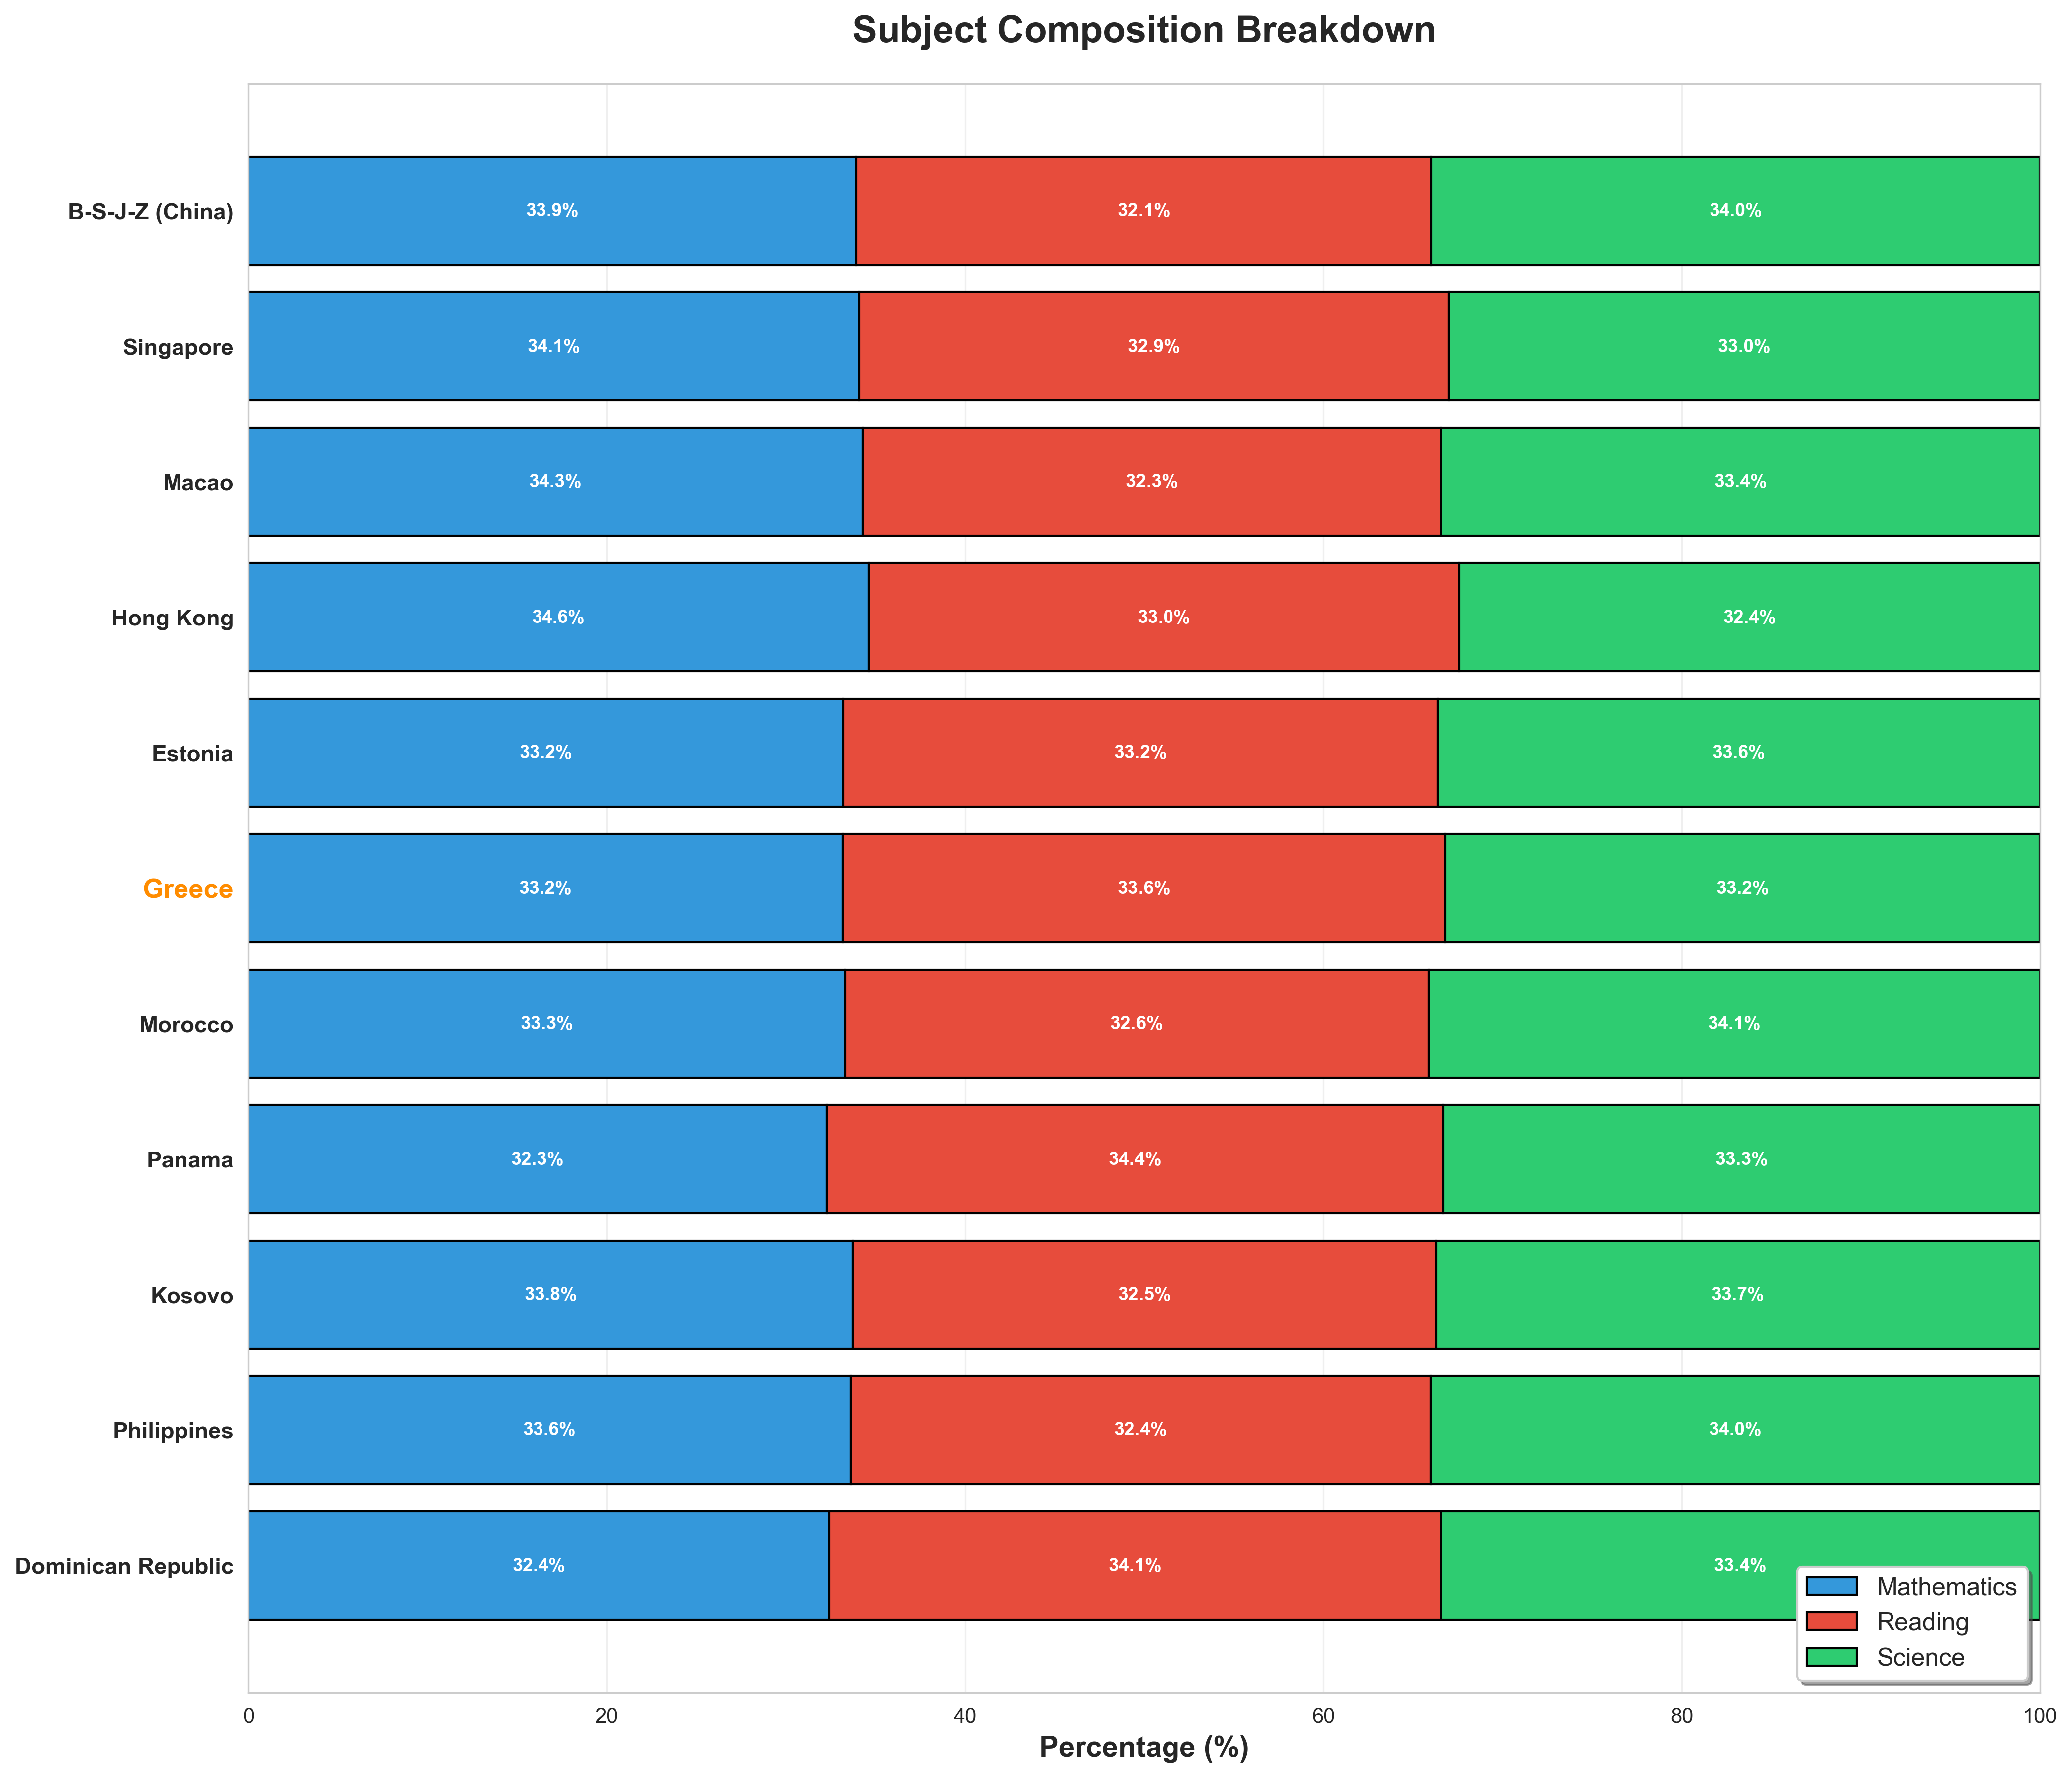 Subject Composition Breakdown
B-S-J-Z (China) 33.9% 32.1% 34.0%
Singapore 34.1% 32.9% 33.0%
Macao 34.3% 32.3% 33.4%
Hong Kong 34.6% 33.0% 32.4%
Estonia 33.2% 33.2% 33.6%
Greece 33.2% 33.6% 33.2%
Morocco 33.3% 32.6% 34.1%
Panama 32.3% 34.4% 33.3%
Kosovo 33.8% 32.5% 33.7%
Philippines 33.6% 32.4% 34.0%
Dominican Republic 32.4% 34.1% 33.4%
Mathematics
Reading
Science
0 20 40 60 80 100
Percentage (%)